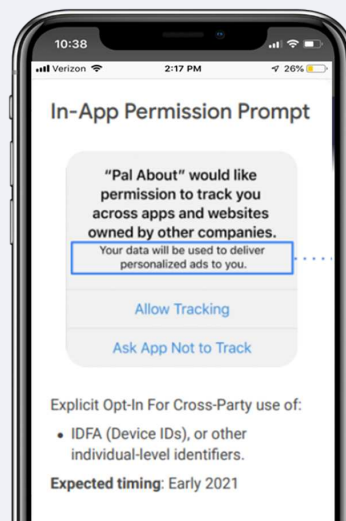 10:38
Verizon 2:17 PM 26%
In-App Permission Prompt
“Pal About” would like
permission to track you
across apps and websites
owned by other companies.
Your data will be used to deliver
personalized ads to you.
Allow Tracking
Ask App Not to Track
Explicit Opt-In For Cross-Party use of:
• IDFA (Device IDs), or other
individual-level identifiers.
Expected timing: Early 2021